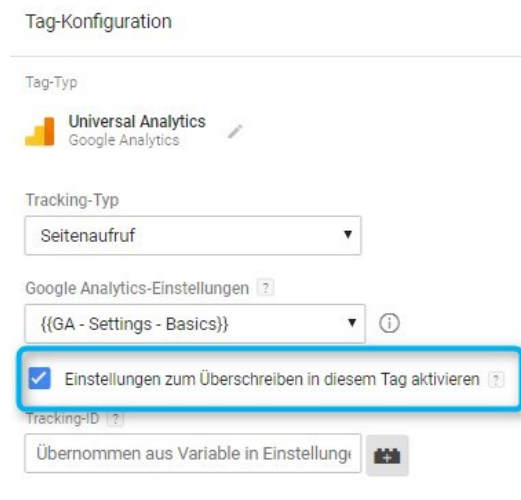 Tag-Konfiguration
Tag-Typ
Universal Analytics
Google Analytics
Tracking-Typ
Seitenaufruf
Google Analytics-Einstellungen ?
{{GA - Settings - Basics}}
Einstellungen zum Überschreiben in diesem Tag aktivieren ?
Tracking-ID ?
Übernommen aus Variable in Einstellunge